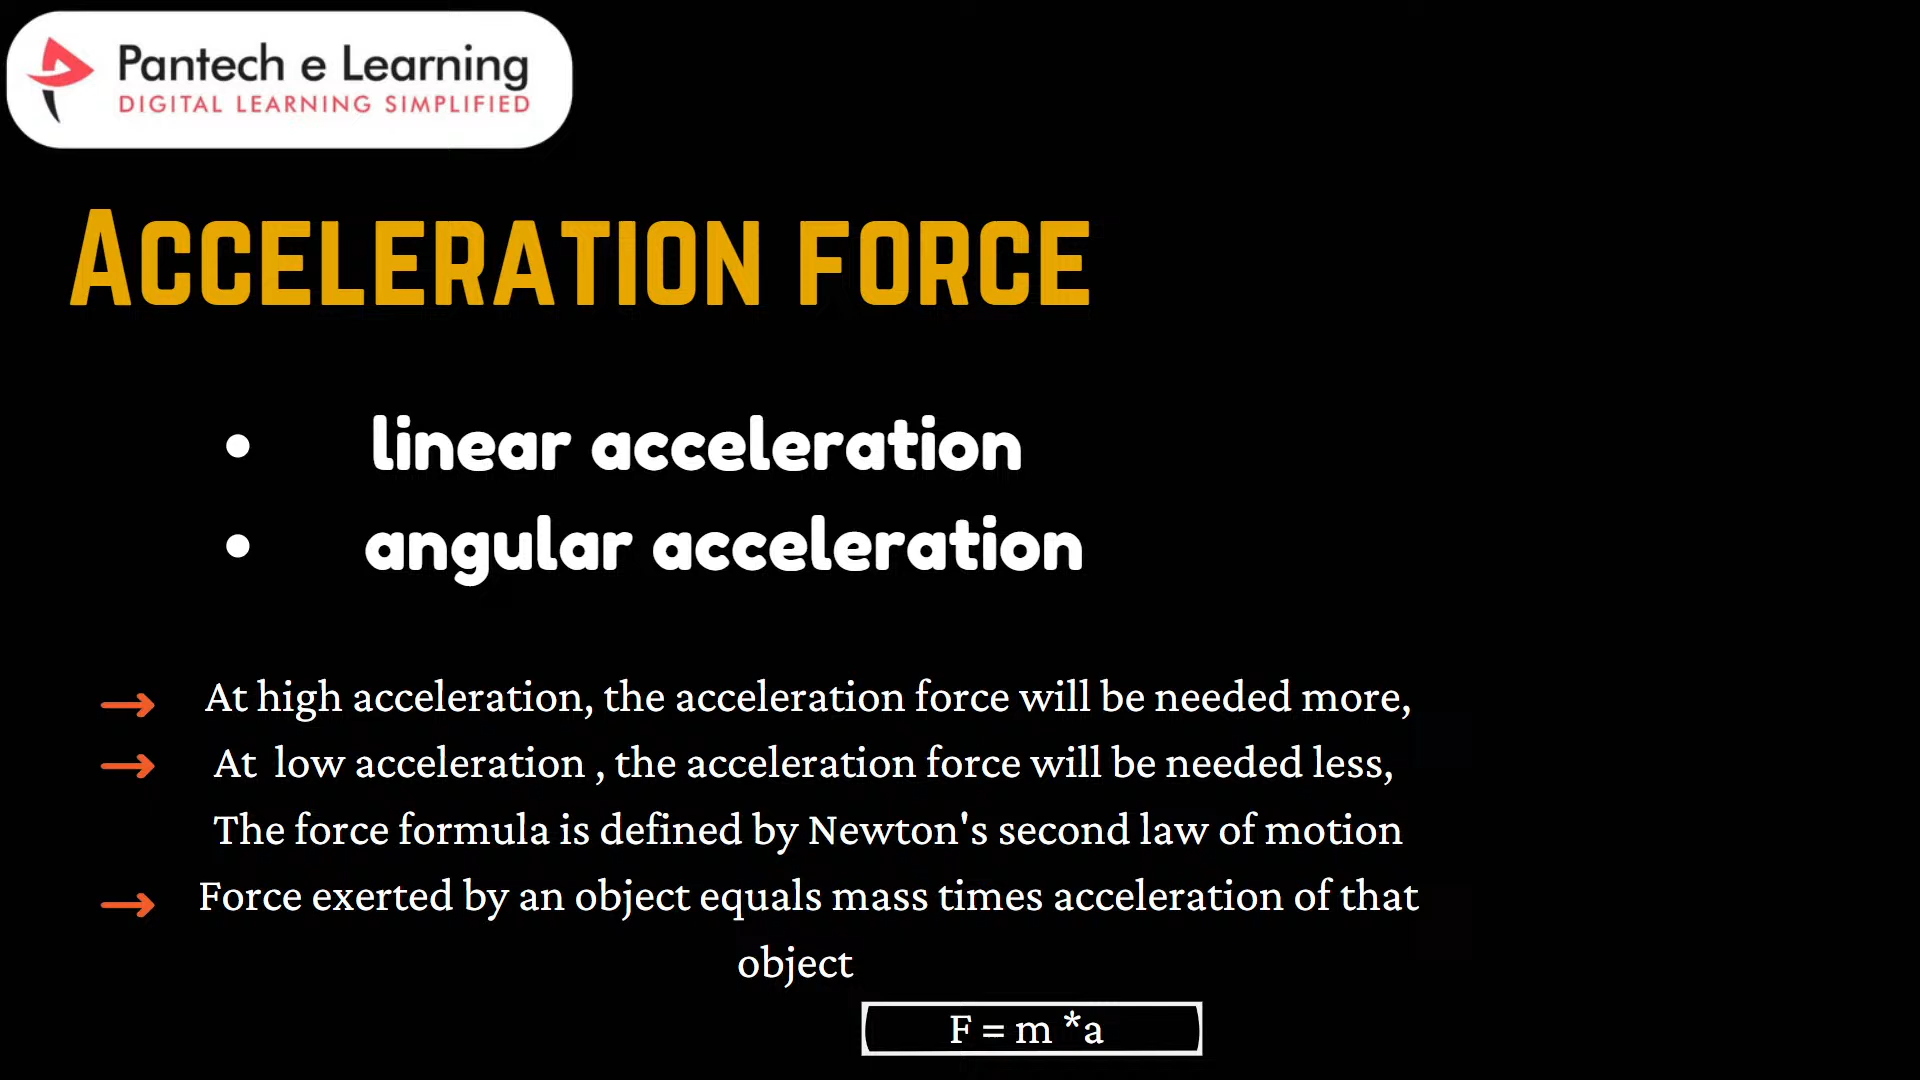 Pantech e Learning
DIGITAL LEARNING SIMPLIFIED
ACCELERATION FORCE
• linear acceleration
• angular acceleration
→ At high acceleration, the acceleration force will be needed more,
→ At low acceleration , the acceleration force will be needed less,
The force formula is defined by Newton's second law of motion
→ Force exerted by an object equals mass times acceleration of that
object
F = m *a